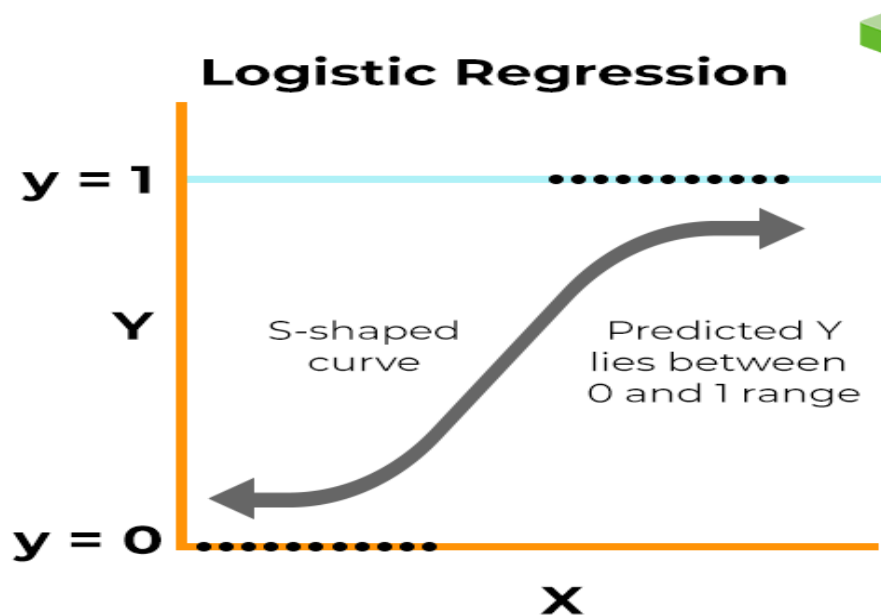 Logistic Regression
y = 1
Y
S-shaped
curve
Predicted Y
lies between
0 and 1 range
y = 0
X